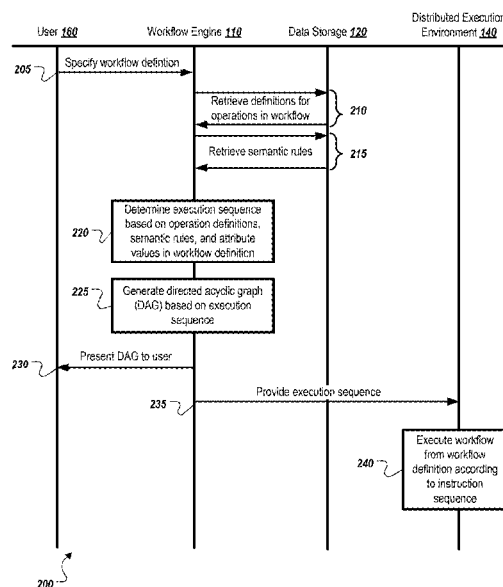 Distributed Execution
User 160 Workflow Engine 110 Data Storage 120 Environment 140
205 Specify workflow defintion
Retrieve definitions for
operations in workflow
210
Retrieve semantic rules
215
Determine execution sequence
based on operation definitions,
semantic rules, and attribute
values in workflow definition
220
Generate directed acyclic graph
(DAG) based on execution
sequence
225
Present DAG to user
230
Provide execution sequence
235
Execute workflow
from workflow
definition according
to instruction
sequence
240
200